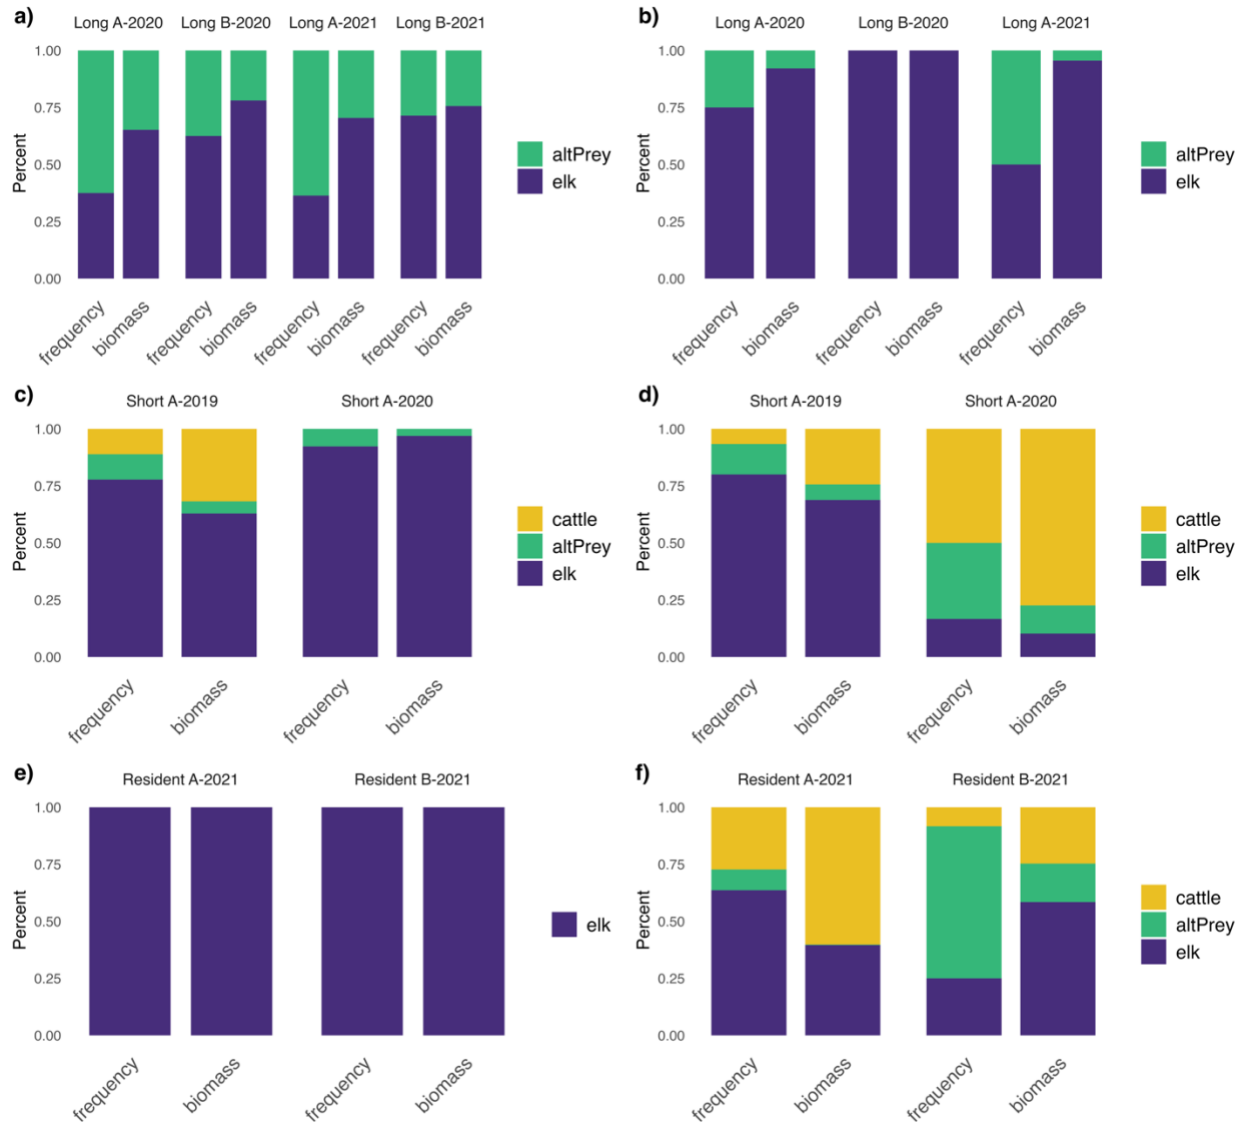 a)
Long A-2020 Long B-2020 Long A-2021 Long B-2021
1.00
0.75
0.50
0.25
0.00
Percent
frequency biomass frequency biomass frequency biomass frequency biomass
altPrey
elk
b)
Long A-2020 Long B-2020 Long A-2021
1.00
0.75
0.50
0.25
0.00
Percent
frequency biomass frequency biomass frequency biomass
altPrey
elk
c)
Short A-2019 Short A-2020
1.00
0.75
0.50
0.25
0.00
Percent
frequency biomass frequency biomass
cattle
altPrey
elk
d)
Short A-2019 Short A-2020
1.00
0.75
0.50
0.25
0.00
Percent
frequency biomass frequency biomass
cattle
altPrey
elk
e)
Resident A-2021 Resident B-2021
1.00
0.75
0.50
0.25
0.00
Percent
frequency biomass frequency biomass
elk
f)
Resident A-2021 Resident B-2021
1.00
0.75
0.50
0.25
0.00
Percent
frequency biomass frequency biomass
cattle
altPrey
elk